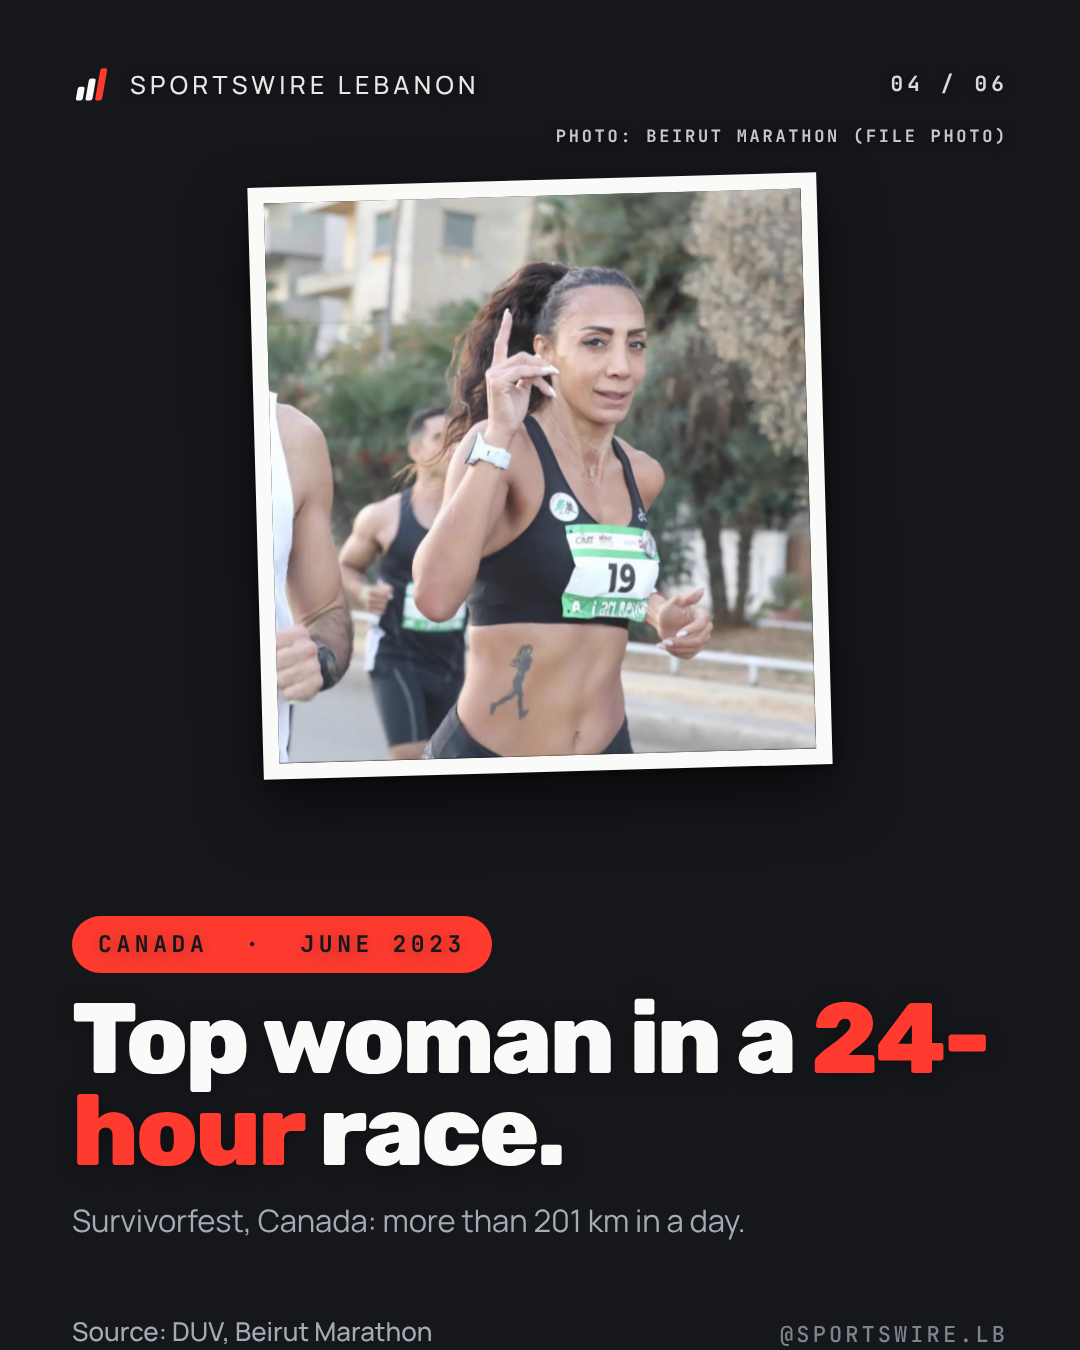 SPORTSWIRE LEBANON
04 / 06
PHOTO: BEIRUT MARATHON (FILE PHOTO)
OMT
19
CANADA · JUNE 2023
Top woman in a 24-
hour race.
Survivorfest, Canada: more than 201 km in a day.
Source: DUV, Beirut Marathon
@SPORTSWIRE.LB